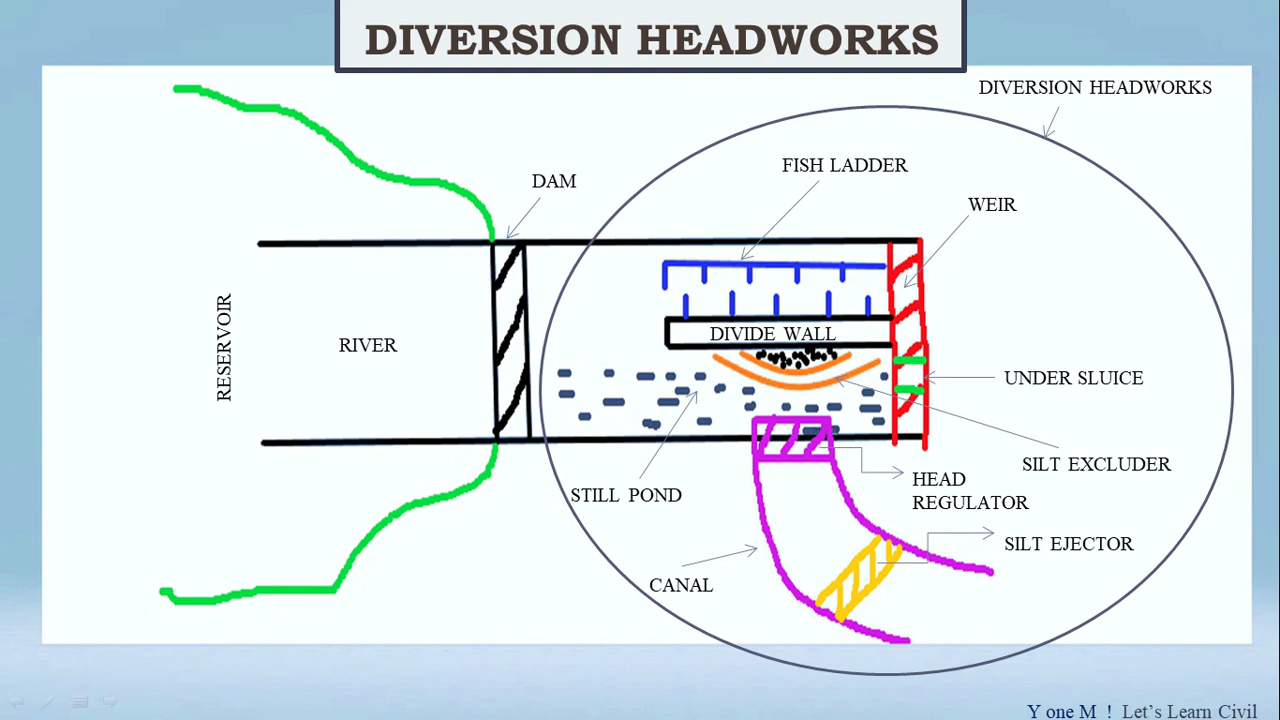 DIVERSION HEADWORKS
DIVERSION HEADWORKS
FISH LADDER
DAM
WEIR
RESERVOIR
RIVER
DIVIDE WALL
UNDER SLUICE
SILT EXCLUDER
STILL POND
HEAD
REGULATOR
SILT EJECTOR
CANAL
Y one M ! Let's Learn Civil